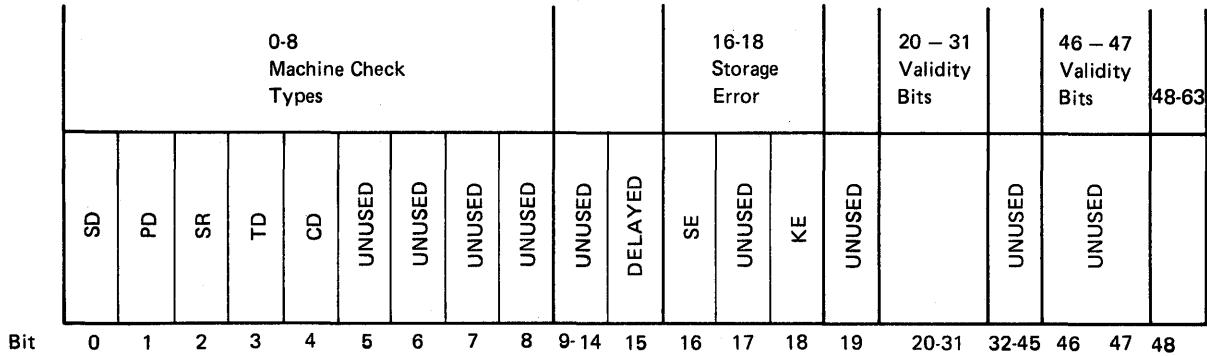 0-8 16-18 20 — 31 46 — 47
Machine Check Storage Validity Validity
Types Error Bits Bits 48-63
SD PD SR TD CD UNUSED UNUSED UNUSED UNUSED UNUSED DELAYED SE UNUSED KE UNUSED UNUSED UNUSED
Bit 0 1 2 3 4 5 6 7 8 9-14 15 16 17 18 19 20-31 32-45 46 47 48